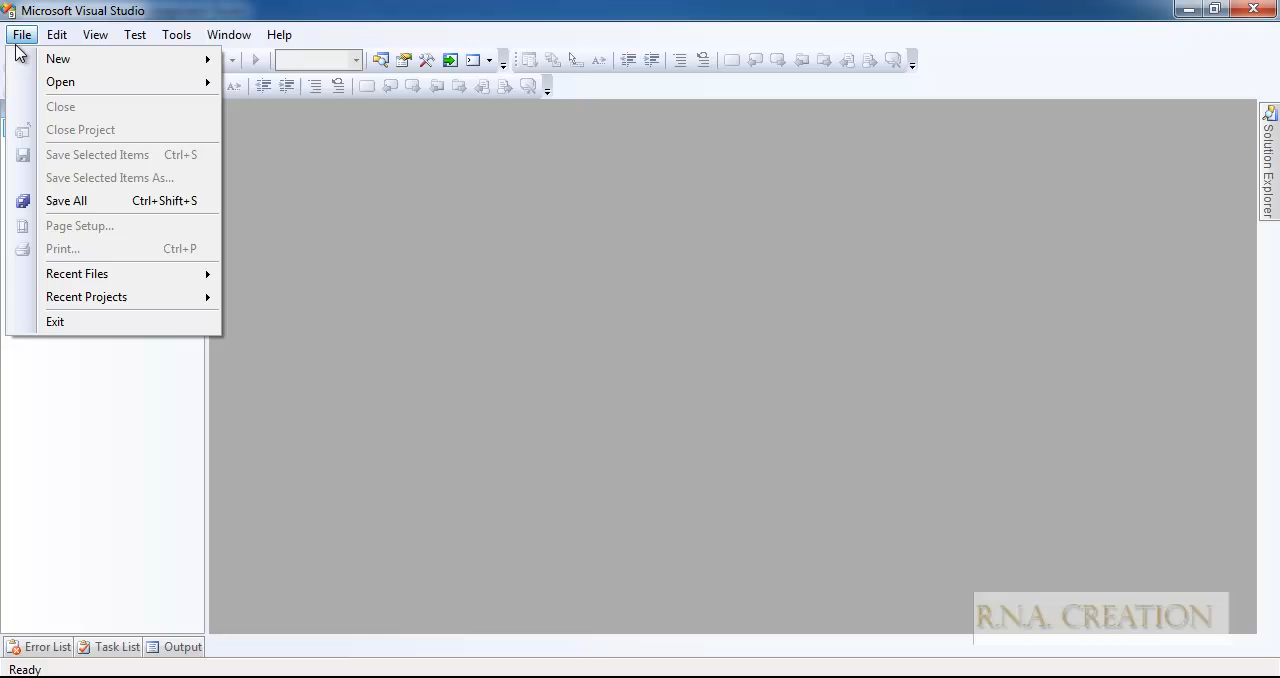 Microsoft Visual Studio
File Edit View Test Tools Window Help
New
Open
Close
Close Project
Save Selected Items Ctrl+S
Save Selected Items As...
Save All Ctrl+Shift+S
Page Setup...
Print... Ctrl+P
Recent Files
Recent Projects
Exit
Solution Explorer
R.N.A. CREATION
Error List Task List Output
Ready